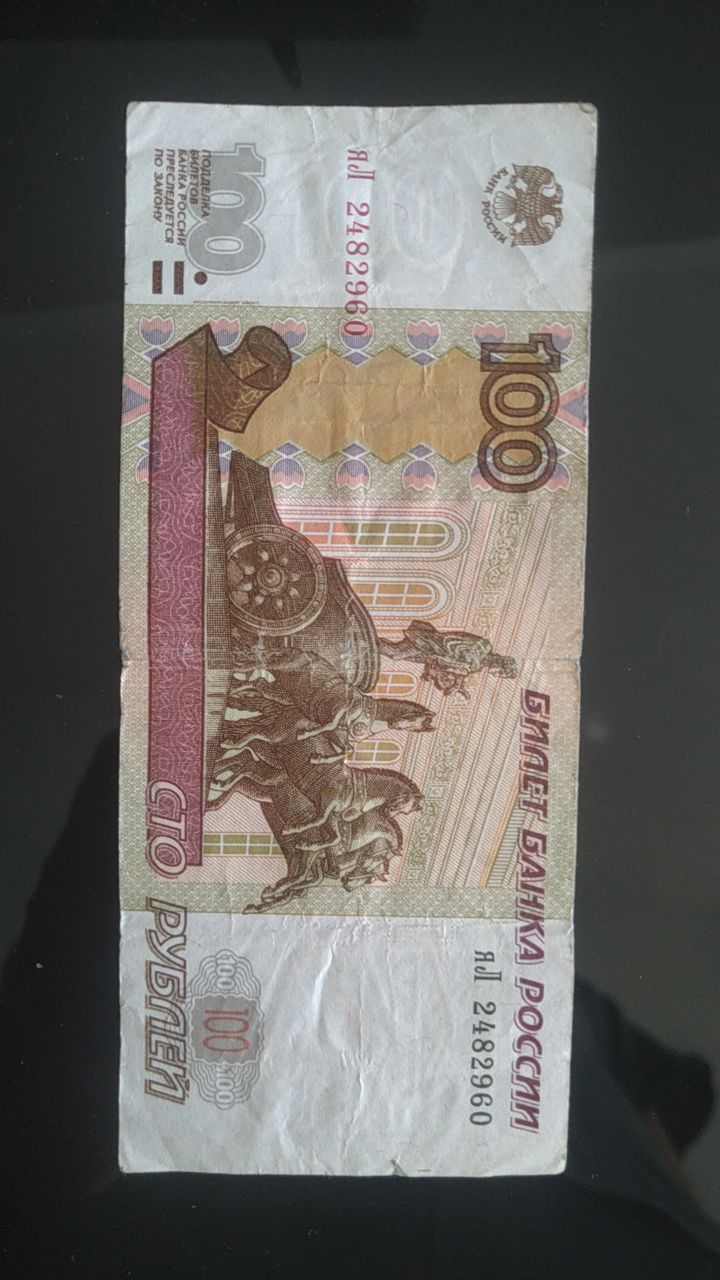 БАНК РОССИИ
100
БИЛЕТ БАНКА РОССИИ
яЛ 2482960
яЛ 2482960
100
ПОДДЕЛКА
БИЛЕТОВ
БАНКА РОССИИ
ПРЕСЛЕДУЕТСЯ
ПО ЗАКОНУ
100 100 100
СТО РУБЛЕЙ